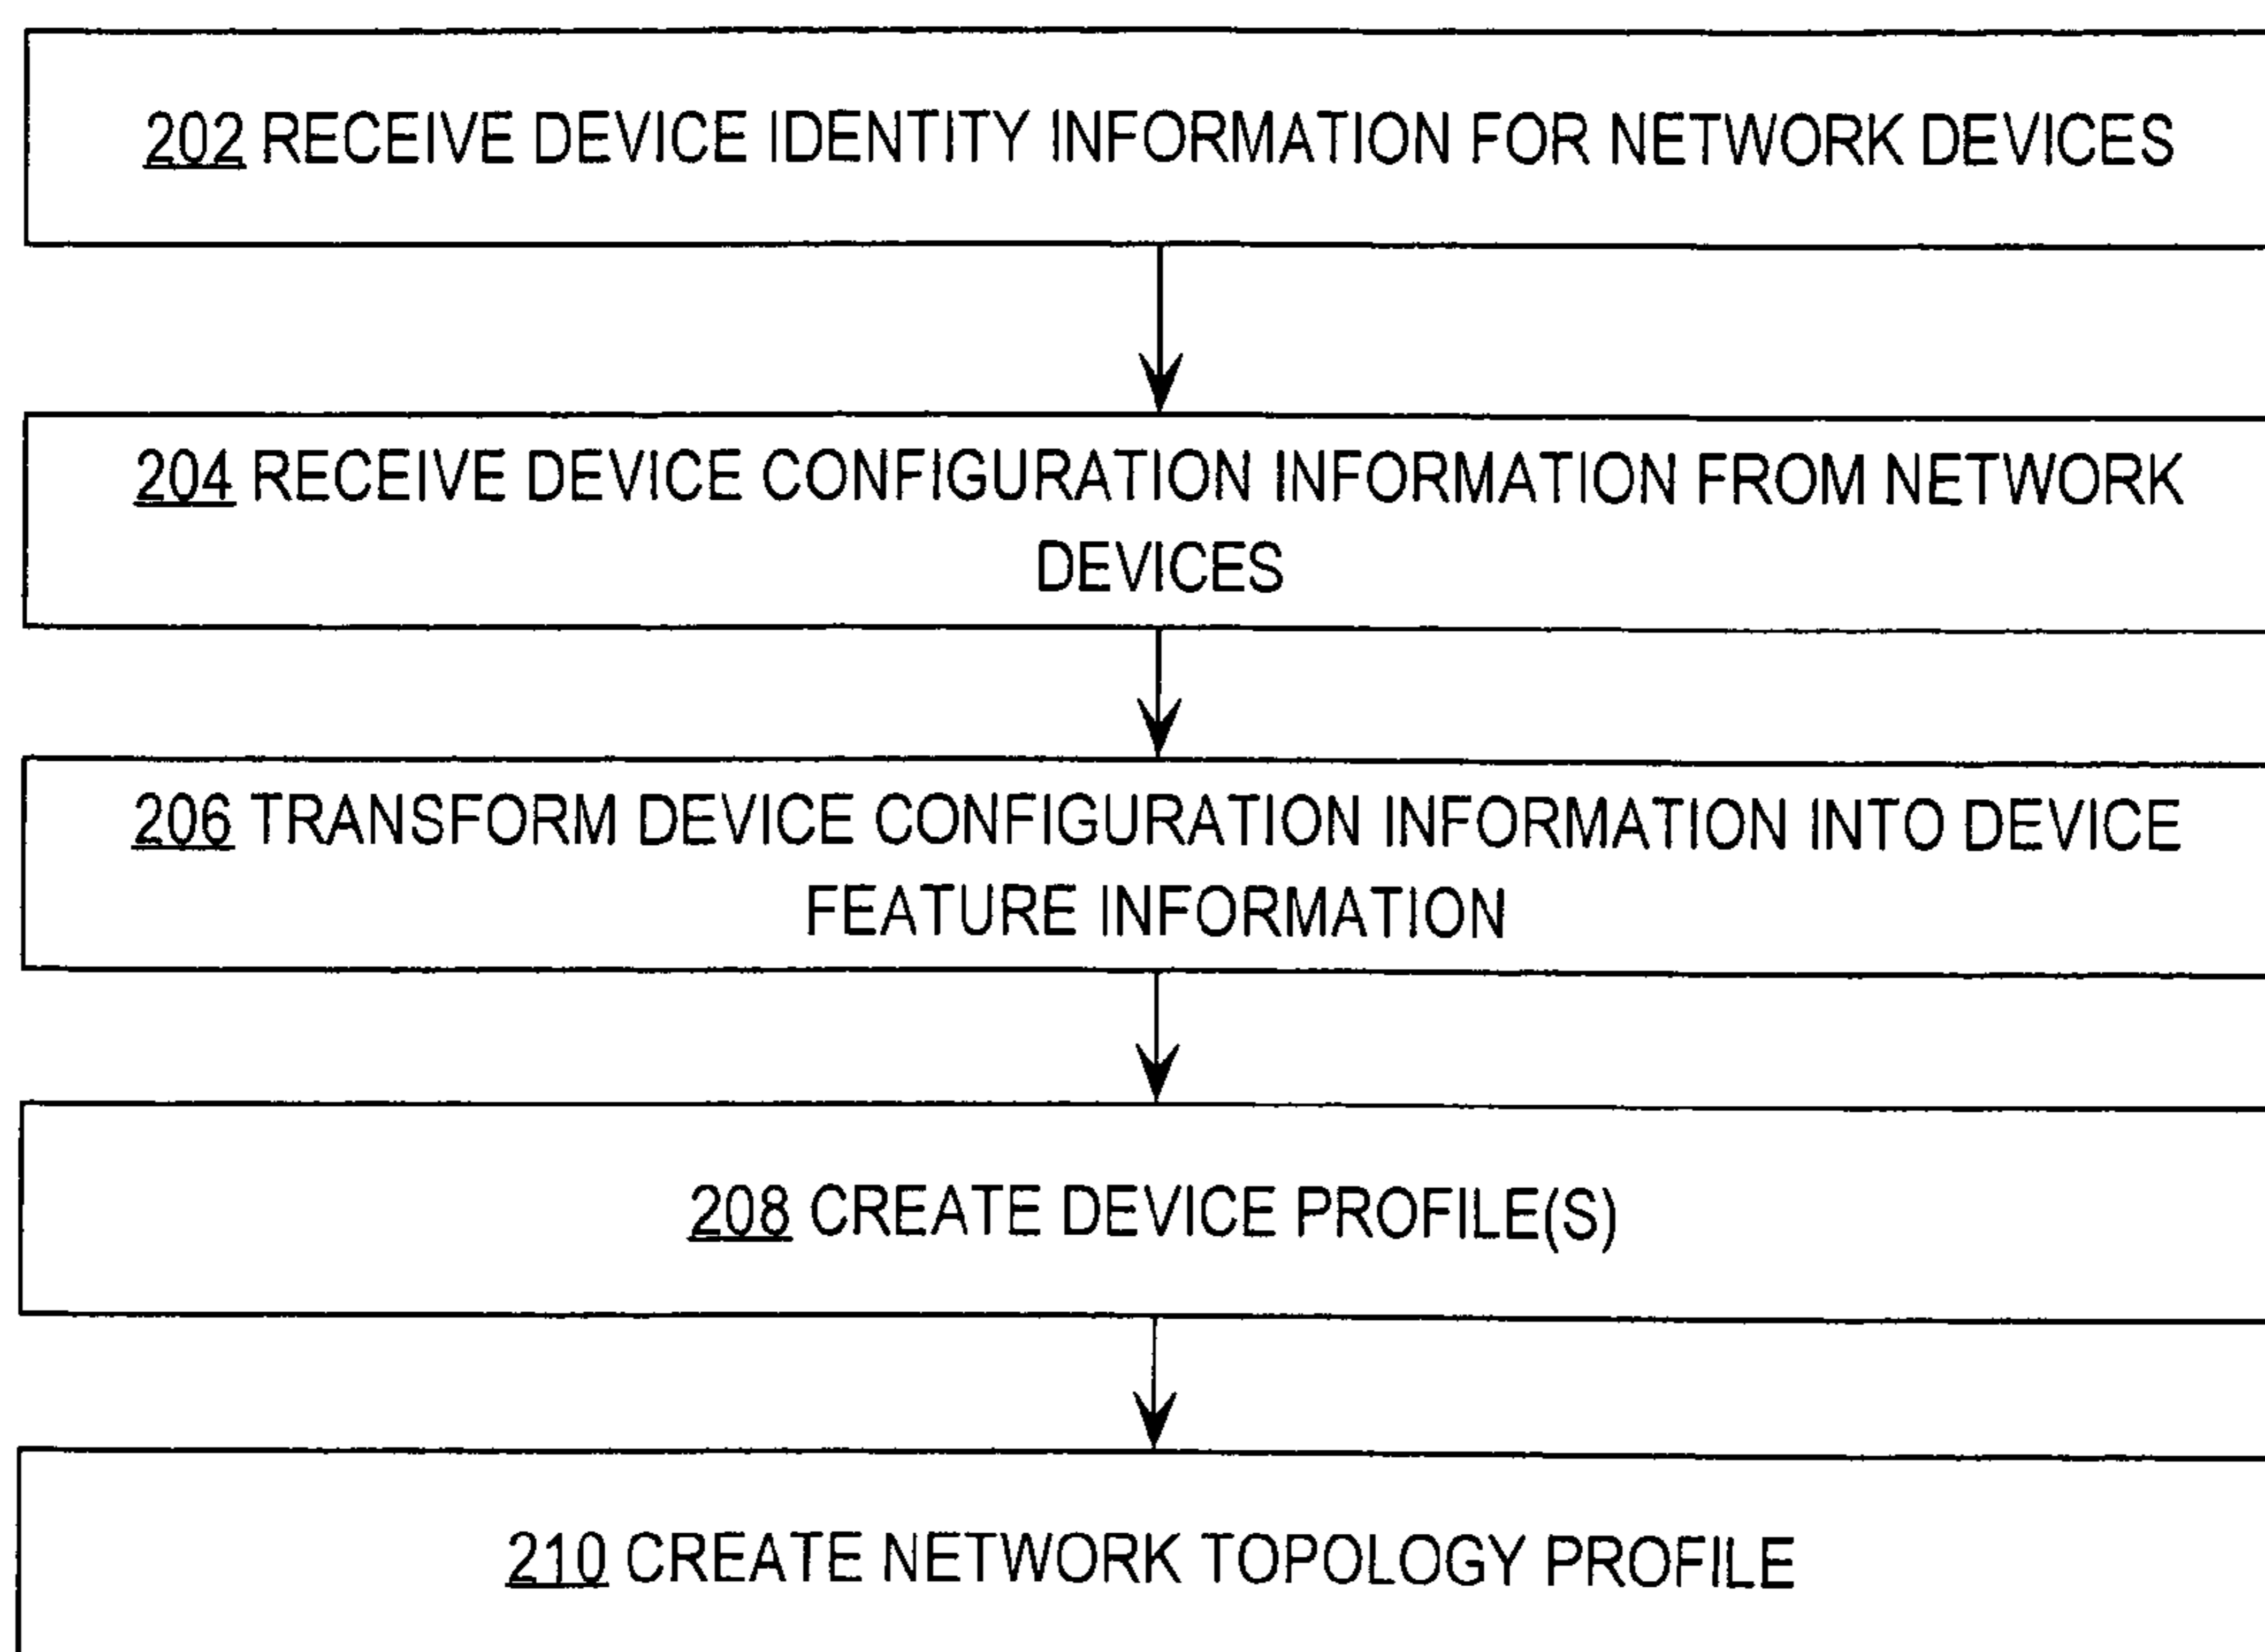 202 RECEIVE DEVICE IDENTITY INFORMATION FOR NETWORK DEVICES
204 RECEIVE DEVICE CONFIGURATION INFORMATION FROM NETWORK
DEVICES
206 TRANSFORM DEVICE CONFIGURATION INFORMATION INTO DEVICE
FEATURE INFORMATION
208 CREATE DEVICE PROFILE(S)
210 CREATE NETWORK TOPOLOGY PROFILE